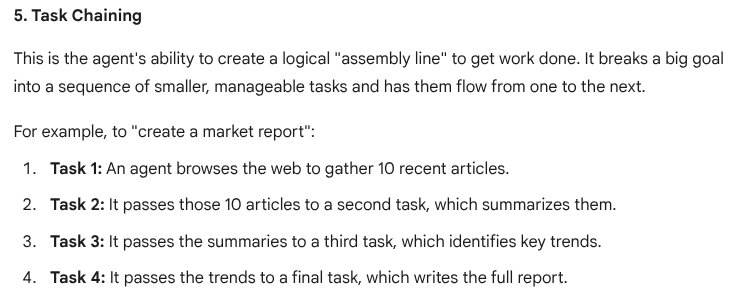 5. Task Chaining
This is the agent's ability to create a logical "assembly line" to get work done. It breaks a big goal
into a sequence of smaller, manageable tasks and has them flow from one to the next.
For example, to "create a market report":
1. Task 1: An agent browses the web to gather 10 recent articles.
2. Task 2: It passes those 10 articles to a second task, which summarizes them.
3. Task 3: It passes the summaries to a third task, which identifies key trends.
4. Task 4: It passes the trends to a final task, which writes the full report.